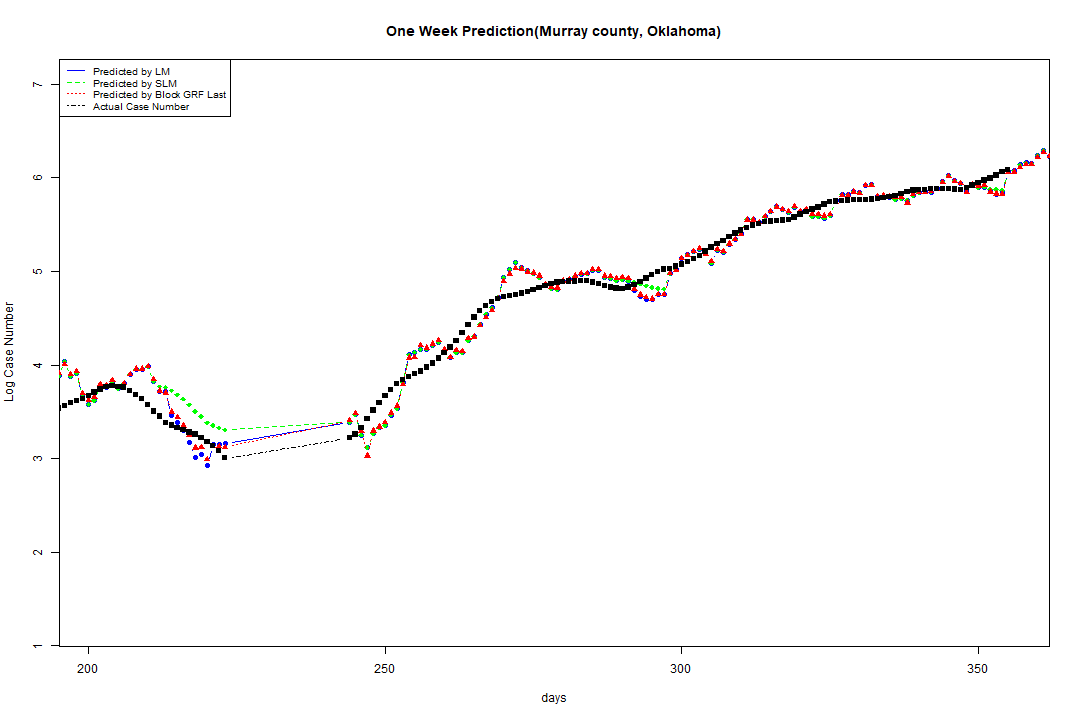 One Week Prediction(Murray county, Oklahoma)
Predicted by LM
Predicted by SLM
Predicted by Block GRF Last
Actual Case Number
7
6
5
4
3
2
1
Log Case Number
200 250 300 350
days